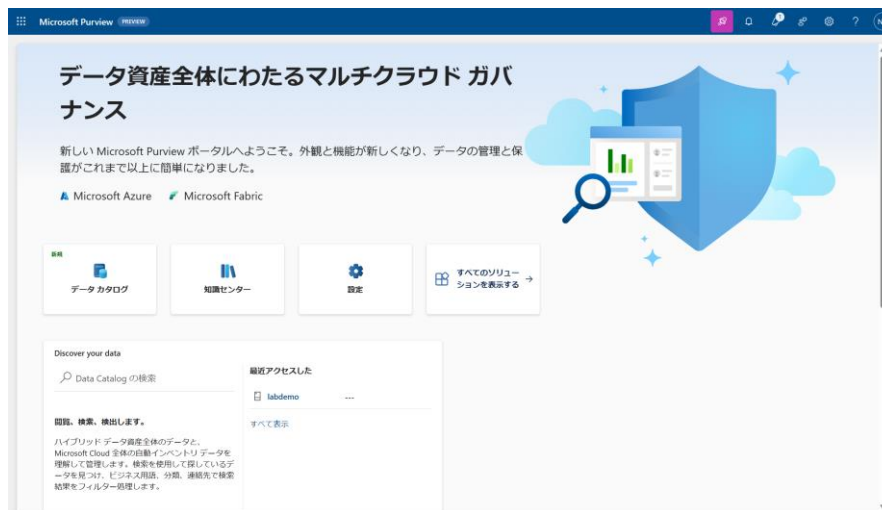 Microsoft Purview PREVIEW
データ資産全体にわたるマルチクラウド ガバ
ナンス
新しい Microsoft Purview ポータルへようこそ。外観と機能が新しくなり、データの管理と保
護がこれまで以上に簡単になりました。
Microsoft Azure Microsoft Fabric
新規
データ カタログ
知識センター
設定
すべてのソリュー
ションを表示する →
Discover your data
Data Catalog の検索
閲覧、検索、検出します。
ハイブリッド データ資産全体のデータと、
Microsoft Cloud 全体の自動インベントリ データを
理解して管理します。検索を使用して探しているデ
ータを見つけ、ビジネス用語、分類、連絡先で検索
結果をフィルター処理します。
最近アクセスした
labdemo ---
すべて表示